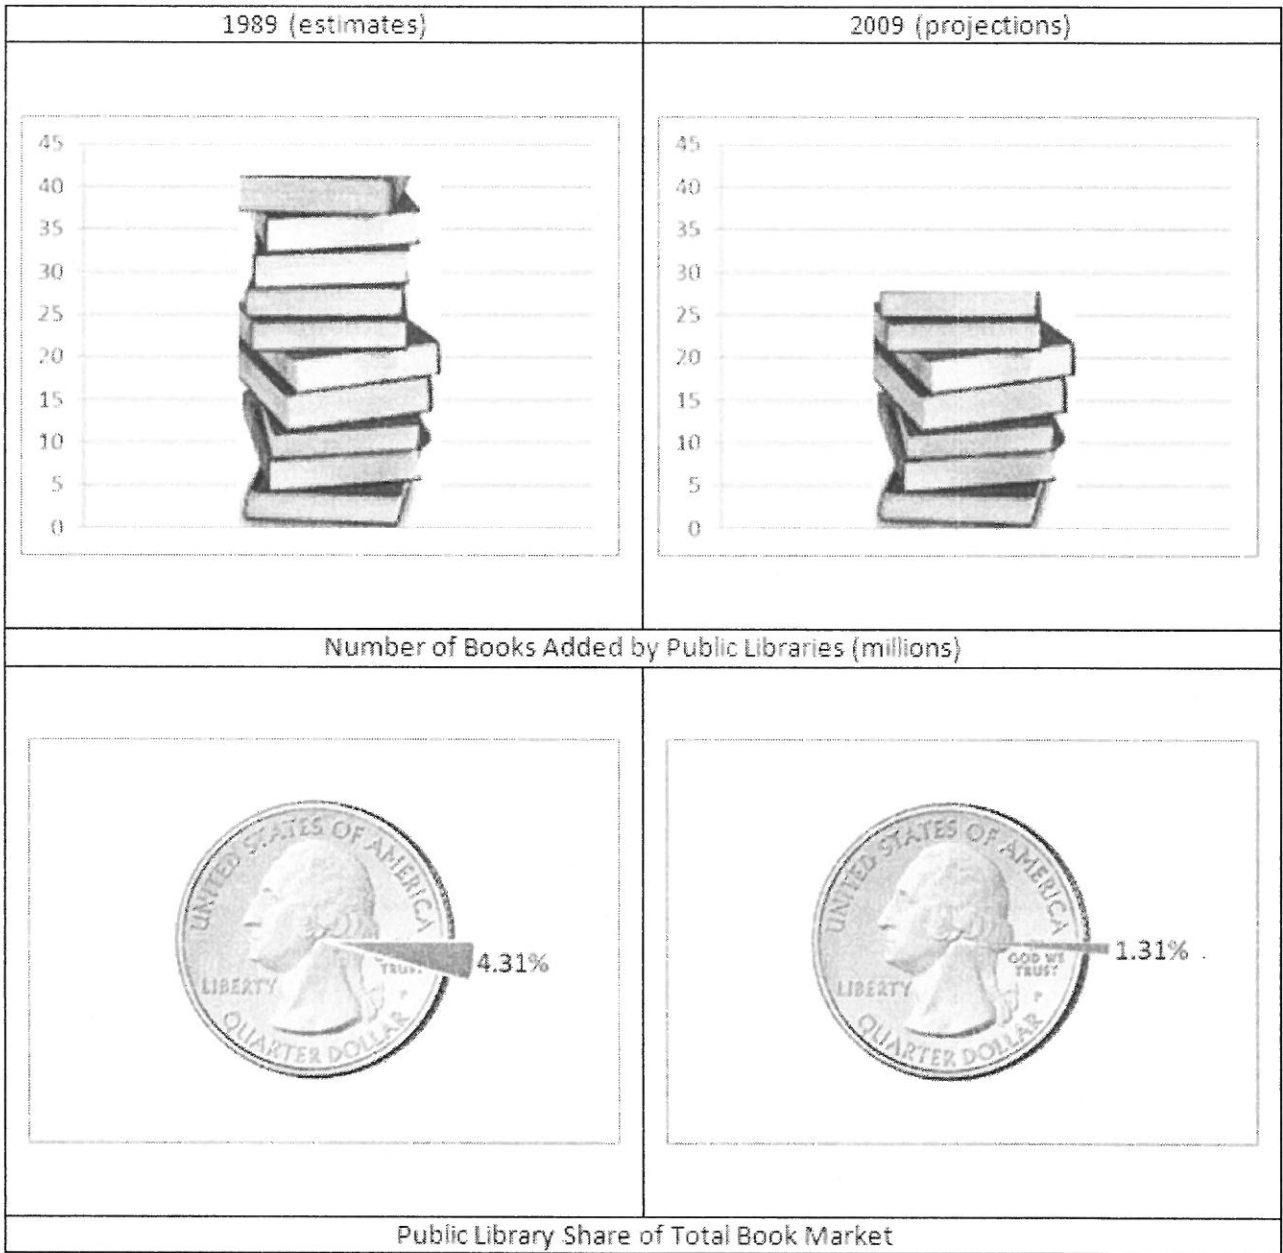 1989 (estimates)
2009 (projections)
45
40
35
30
25
20
15
10
5
0
45
40
35
30
25
20
15
10
5
0
Number of Books Added by Public Libraries (millions)
UNITED STATES OF AMERICA
TRUST
LIBERTY
P
QUARTER DOLLAR
4.31%
UNITED STATES OF AMERICA
GOD WE
TRUST
LIBERTY
P
QUARTER DOLLAR
1.31%
Public Library Share of Total Book Market